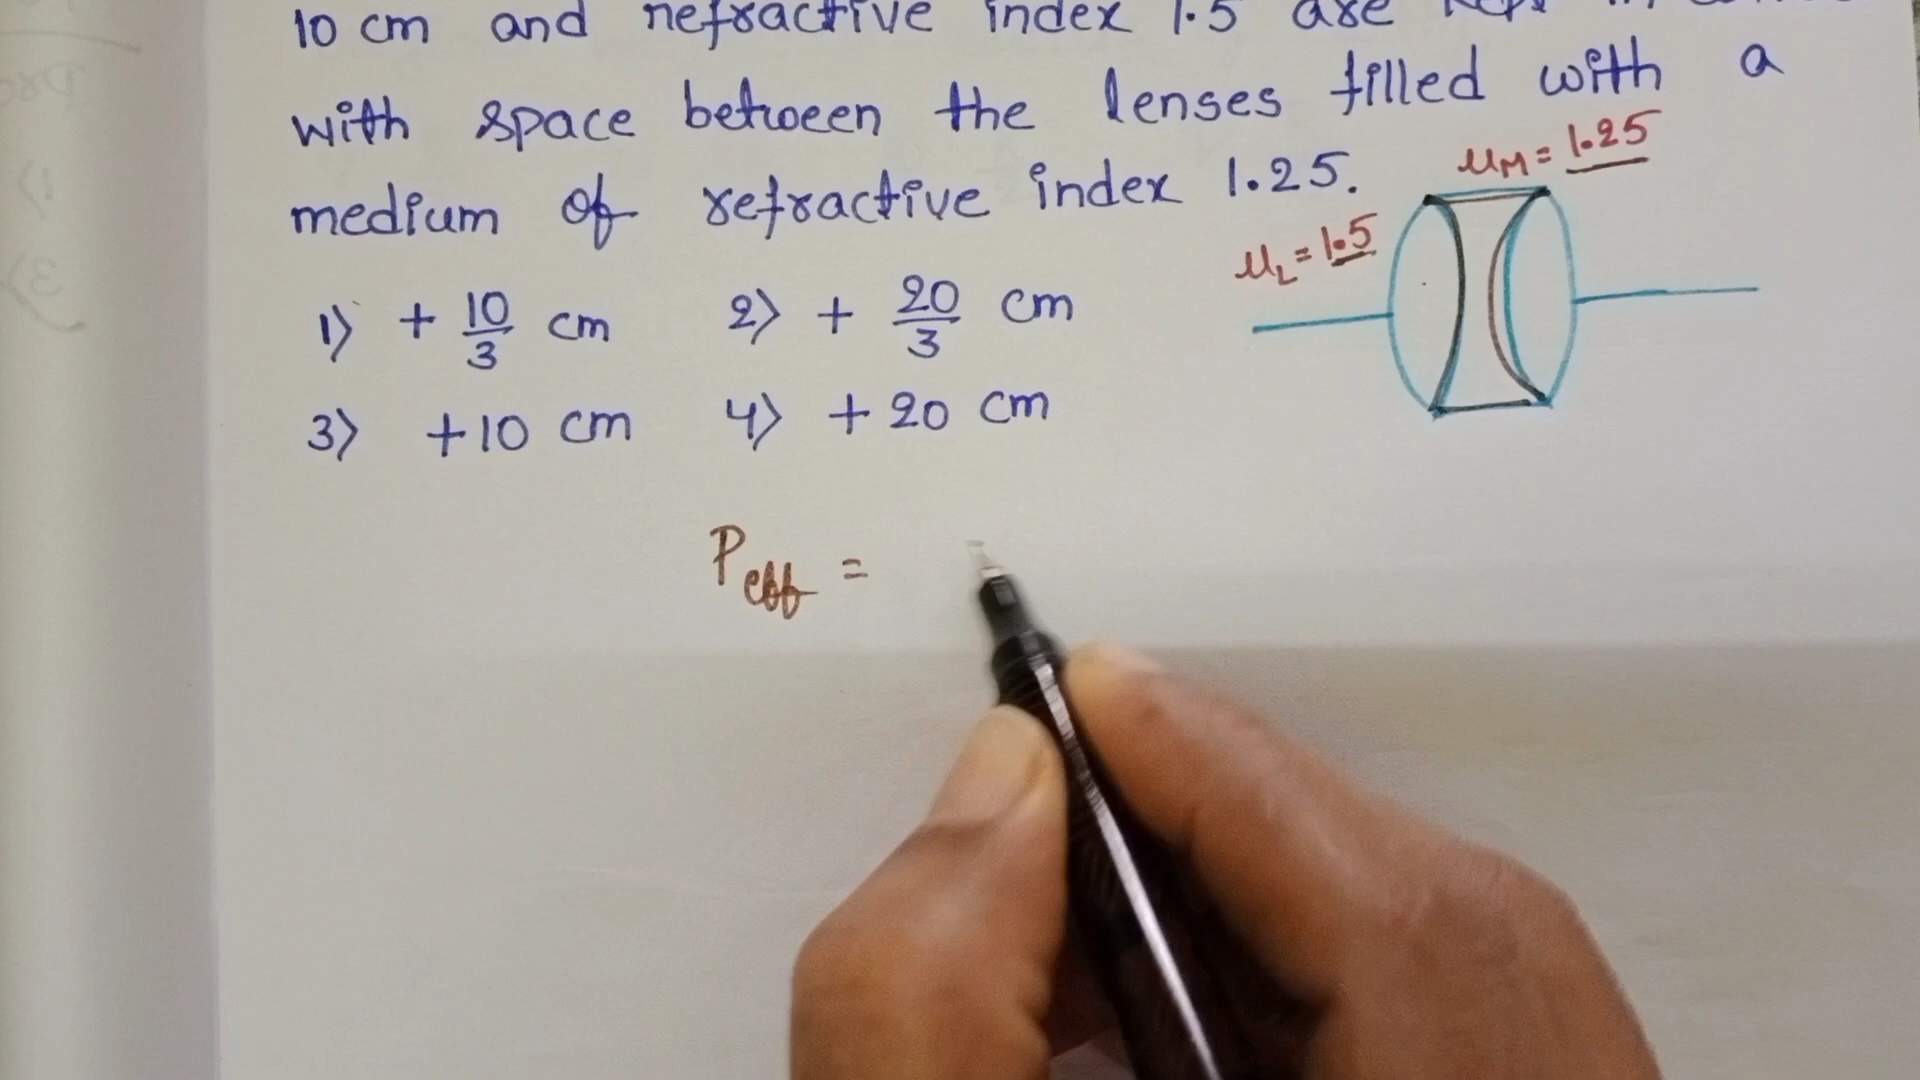 10 cm and refractive index 1.5 are kept in
with space between the lenses filled with a
medium of refractive index 1.25.
μM = 1.25
μL = 1.5
1) + 10/3 cm 2) + 20/3 cm
3) +10 cm 4) +20 cm
Peff =